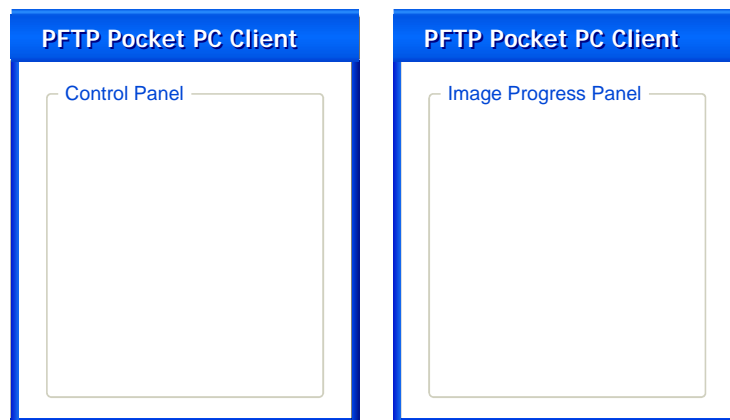 PFTP Pocket PC Client
Control Panel
PFTP Pocket PC Client
Image Progress Panel